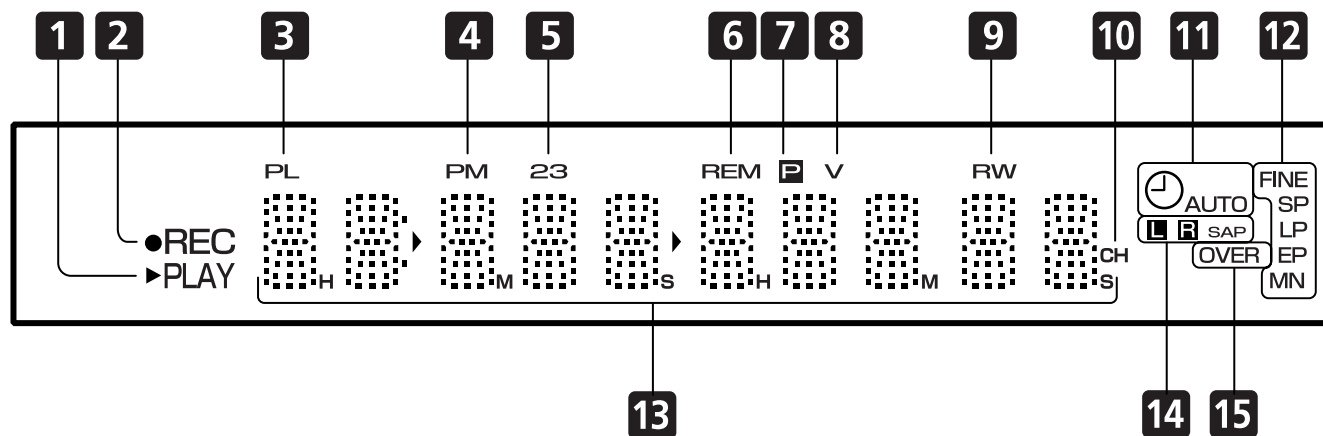 1 2 3 4 5 6 7 8 9 10 11 12
PL PM 23 REM P V RW
●REC
▶PLAY
H M S H M CH S
AUTO
L R SAP
OVER
FINE
SP
LP
EP
MN
13 14 15